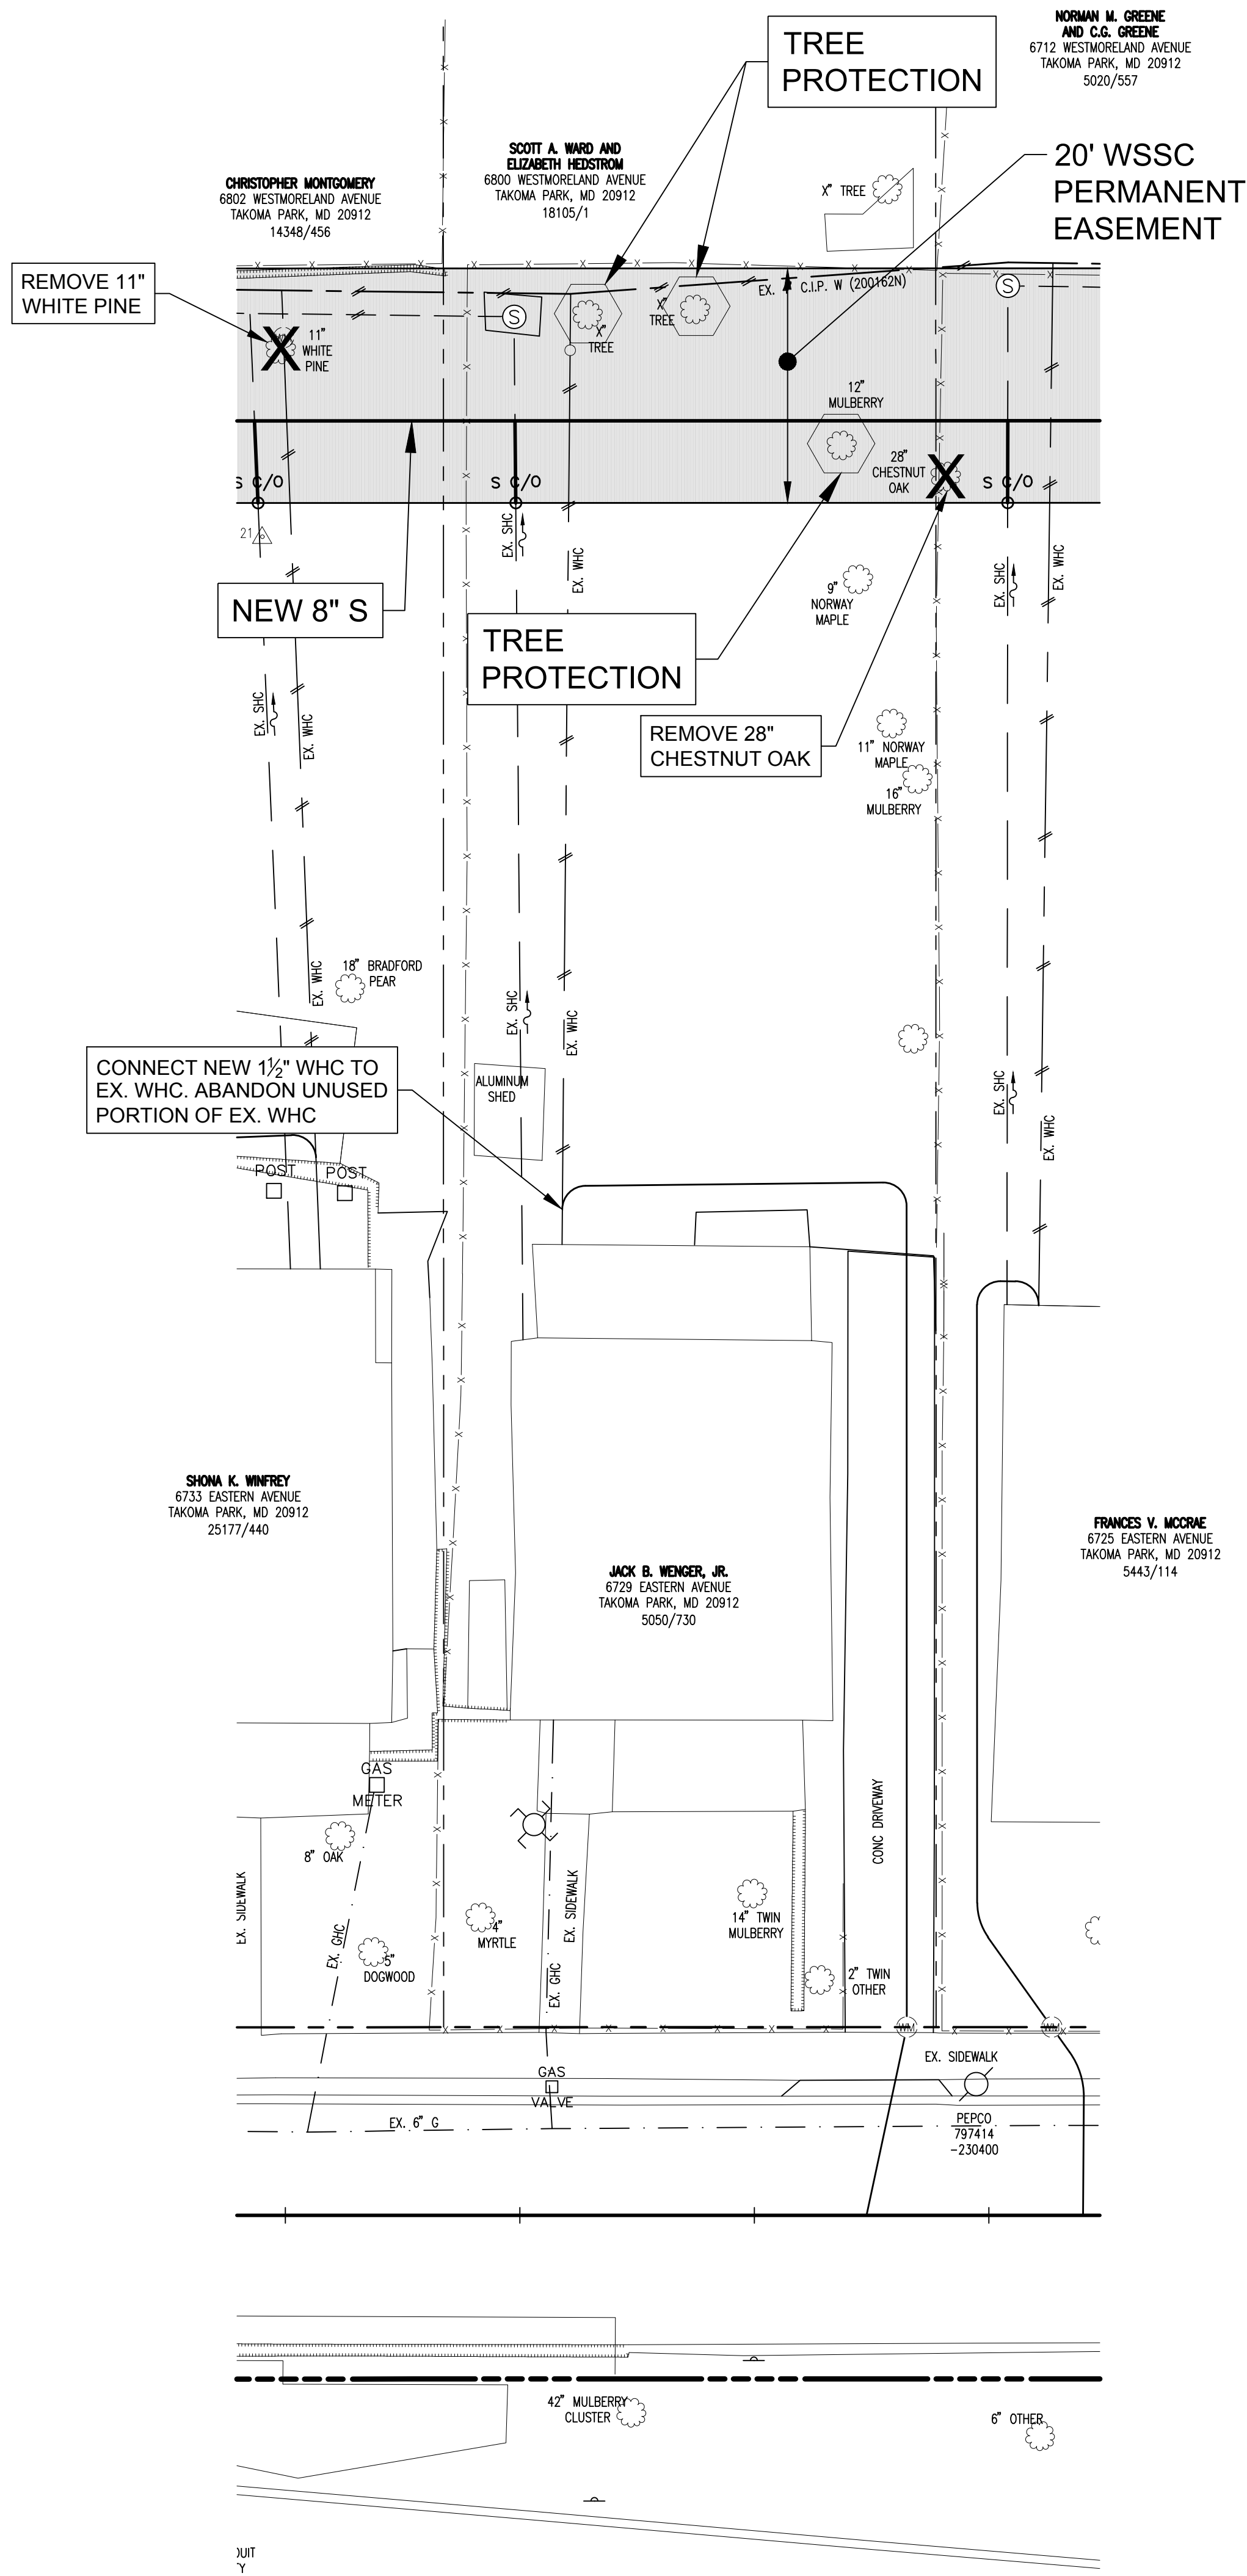 NORMAN M. GREENE
AND C.G. GREENE
6712 WESTMORELAND AVENUE
TAKOMA PARK, MD 20912
5020/557
TREE
PROTECTION
20' WSSC
PERMANENT
EASEMENT
SCOTT A. WARD AND
ELIZABETH HEDSTROM
6800 WESTMORELAND AVENUE
TAKOMA PARK, MD 20912
18105/1
CHRISTOPHER MONTGOMERY
6802 WESTMORELAND AVENUE
TAKOMA PARK, MD 20912
14348/456
X" TREE
REMOVE 11"
WHITE PINE
EX.
C.I.P. W (200162N)
S
S
X"
TREE
X"
TREE
11"
WHITE
PINE
12"
MULBERRY
28"
CHESTNUT
OAK
S C/O
S C/O
S C/O
21
EX. SHC
EX. WHC
EX. SHC
EX. WHC
9"
NORWAY
MAPLE
NEW 8" S
TREE
PROTECTION
REMOVE 28"
CHESTNUT OAK
EX. SHC
EX. WHC
11" NORWAY
MAPLE
16"
MULBERRY
18" BRADFORD
PEAR
EX. WHC
EX. SHC
EX. WHC
CONNECT NEW 1½" WHC TO
EX. WHC. ABANDON UNUSED
PORTION OF EX. WHC
ALUMINUM
SHED
EX. SHC
EX. WHC
POST
POST
SHONA K. WINFREY
6733 EASTERN AVENUE
TAKOMA PARK, MD 20912
25177/440
JACK B. WENGER, JR.
6729 EASTERN AVENUE
TAKOMA PARK, MD 20912
5050/730
FRANCES V. MCCRAE
6725 EASTERN AVENUE
TAKOMA PARK, MD 20912
5443/114
GAS
METER
CONC DRIVEWAY
8" OAK
EX. SIDEWALK
EX. GHC
5"
DOGWOOD
4"
MYRTLE
EX. SIDEWALK
EX. GHC
14" TWIN
MULBERRY
2" TWIN
OTHER
WM
WM
EX. SIDEWALK
GAS
VALVE
EX. 6" G
PEPCO
797414
-230400
42" MULBERRY
CLUSTER
6" OTHER